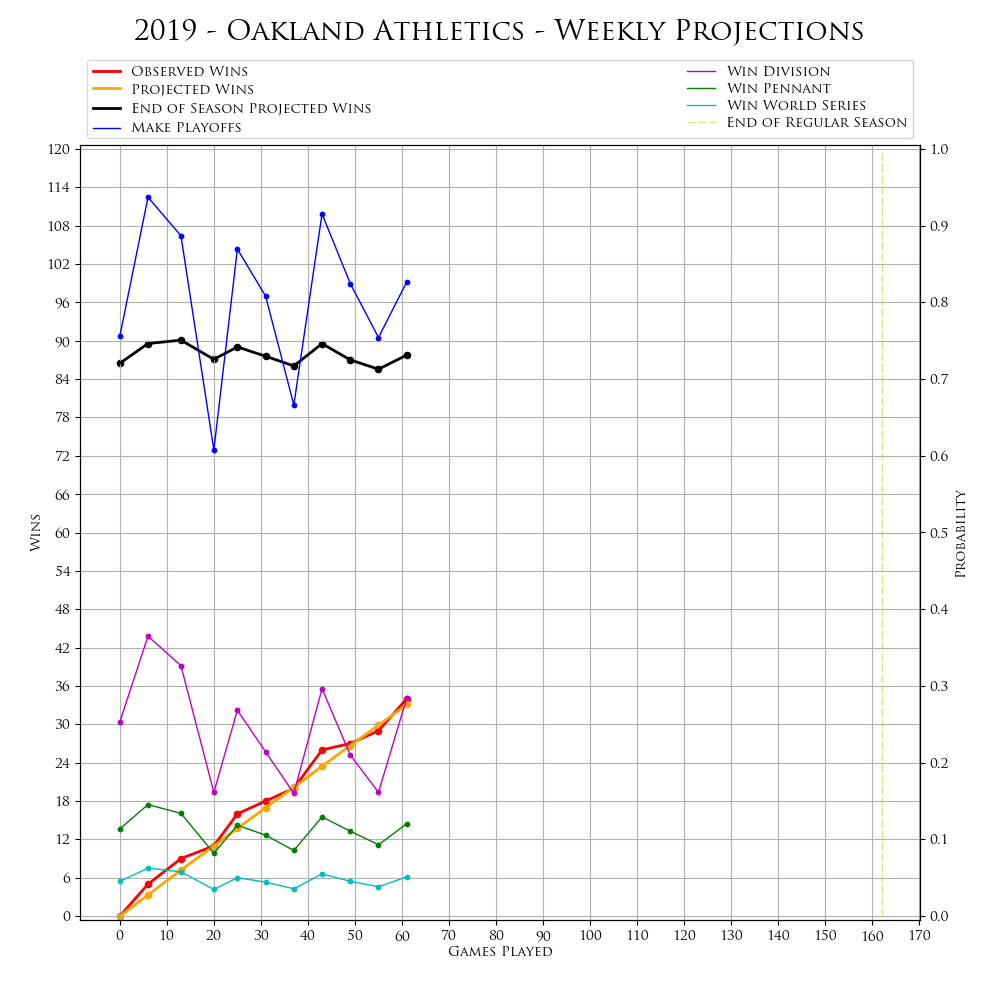 2019 - Oakland Athletics - Weekly Projections
Observed Wins
Projected Wins
End of Season Projected Wins
Make Playoffs
Win Division
Win Pennant
Win World Series
End of Regular Season
120
114
108
102
96
90
84
78
72
66
60
54
48
42
36
30
24
18
12
6
0
Wins
1.0
0.9
0.8
0.7
0.6
0.5
0.4
0.3
0.2
0.1
0.0
Probability
0 10 20 30 40 50 60 70 80 90 100 110 120 130 140 150 160 170
Games Played